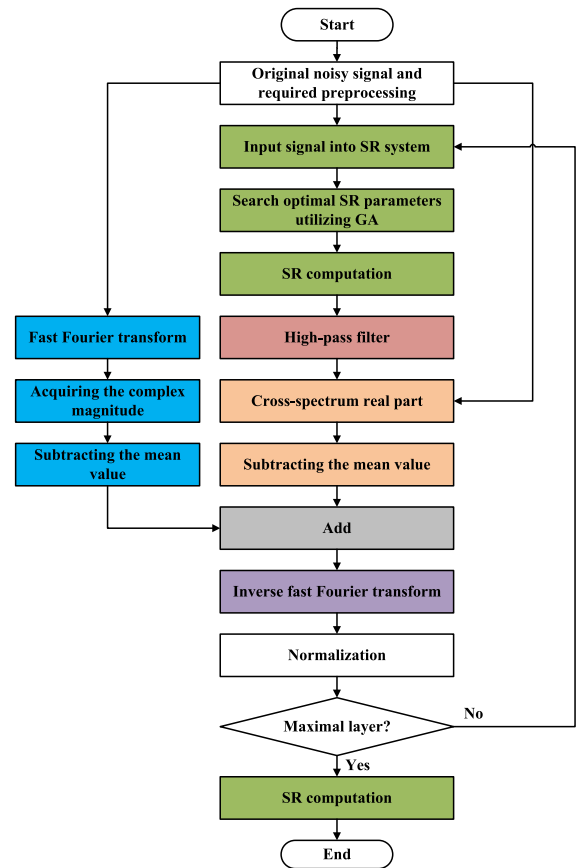 Start
Original noisy signal and
required preprocessing
Input signal into SR system
Search optimal SR parameters
utilizing GA
SR computation
Fast Fourier transform
High-pass filter
Acquiring the complex
magnitude
Cross-spectrum real part
Subtracting the mean
value
Subtracting the mean value
Add
Inverse fast Fourier transform
Normalization
Maximal layer?
No
Yes
SR computation
End